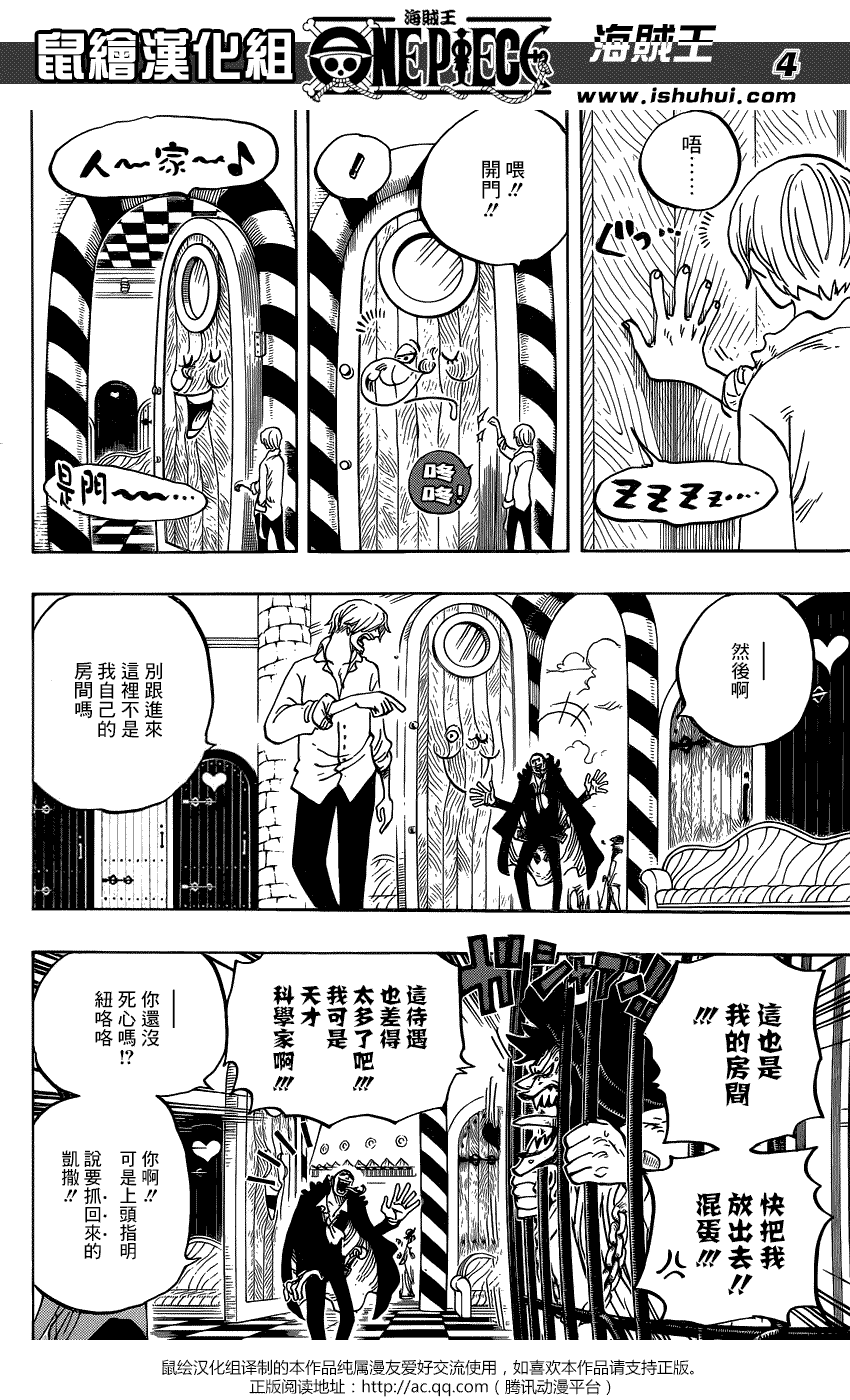 鼠繪漢化組
海賊王
ONE PIECE
海賊王
4
www.ishuhui.com
唔
……
ぐっ…
ZZZZ……
喂!!
開門!!
!
咚
咚!
人～家～♪
是門～～…
——
然後啊
別跟進來
這裡不是
我自己的
房間嗎
ガシャアン!!
這也是
我的房間
!!!
快把我
放出去!!
混蛋!!!
這待遇
也差得
太多了吧!!!
我可是
天才
科學家啊!!!
——
你還沒
死心嗎!?
紐咯咯
你啊!!
可是上頭指明
說要抓回來的
凱撒!!
鼠绘汉化组译制的本作品纯属漫友爱好交流使用，如喜欢本作品请支持正版。
正版阅读地址：http://ac.qq.com（腾讯动漫平台）